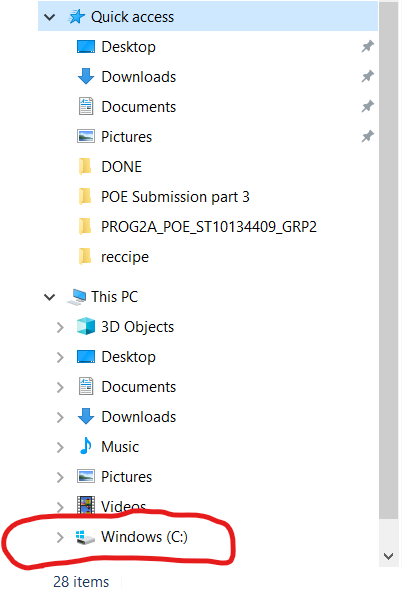 Quick access
Desktop
Downloads
Documents
Pictures
DONE
POE Submission part 3
PROG2A_POE_ST10134409_GRP2
reccipe
This PC
3D Objects
Desktop
Documents
Downloads
Music
Pictures
Videos
Windows (C:)
28 items